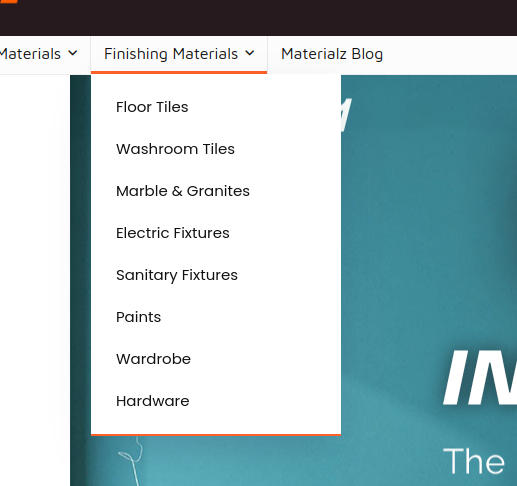 Materials Finishing Materials Materialz Blog
Floor Tiles
Washroom Tiles
Marble & Granites
Electric Fixtures
Sanitary Fixtures
Paints
Wardrobe
Hardware
The